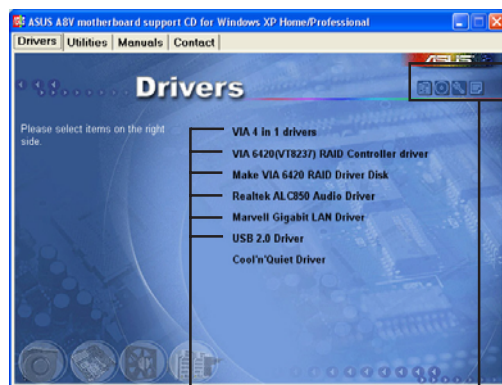 ASUS A8V motherboard support CD for Windows XP Home/Professional
Drivers Utilities Manuals Contact
Drivers
Please select items on the right
side.
VIA 4 in 1 drivers
VIA 6420(VT8237) RAID Controller driver
Make VIA 6420 RAID Driver Disk
Realtek ALC850 Audio Driver
Marvell Gigabit LAN Driver
USB 2.0 Driver
Cool'n'Quiet Driver